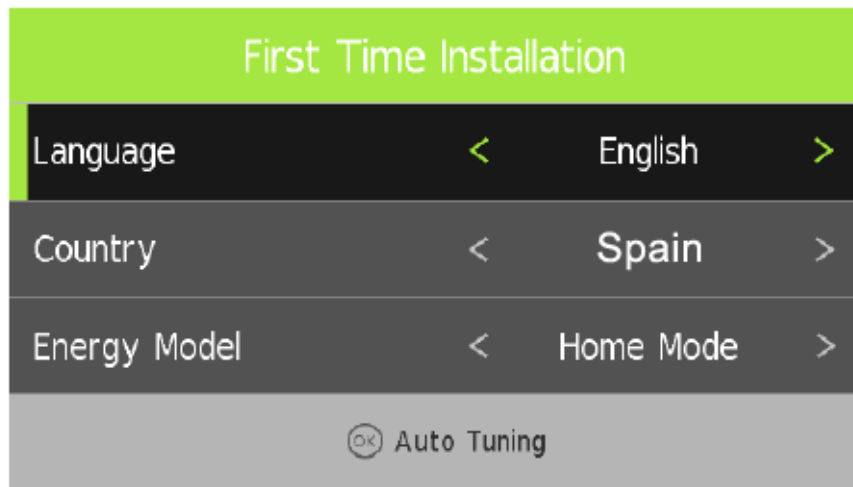 First Time Installation
Language < English >
Country < Spain >
Energy Model < Home Mode >
OK Auto Tuning